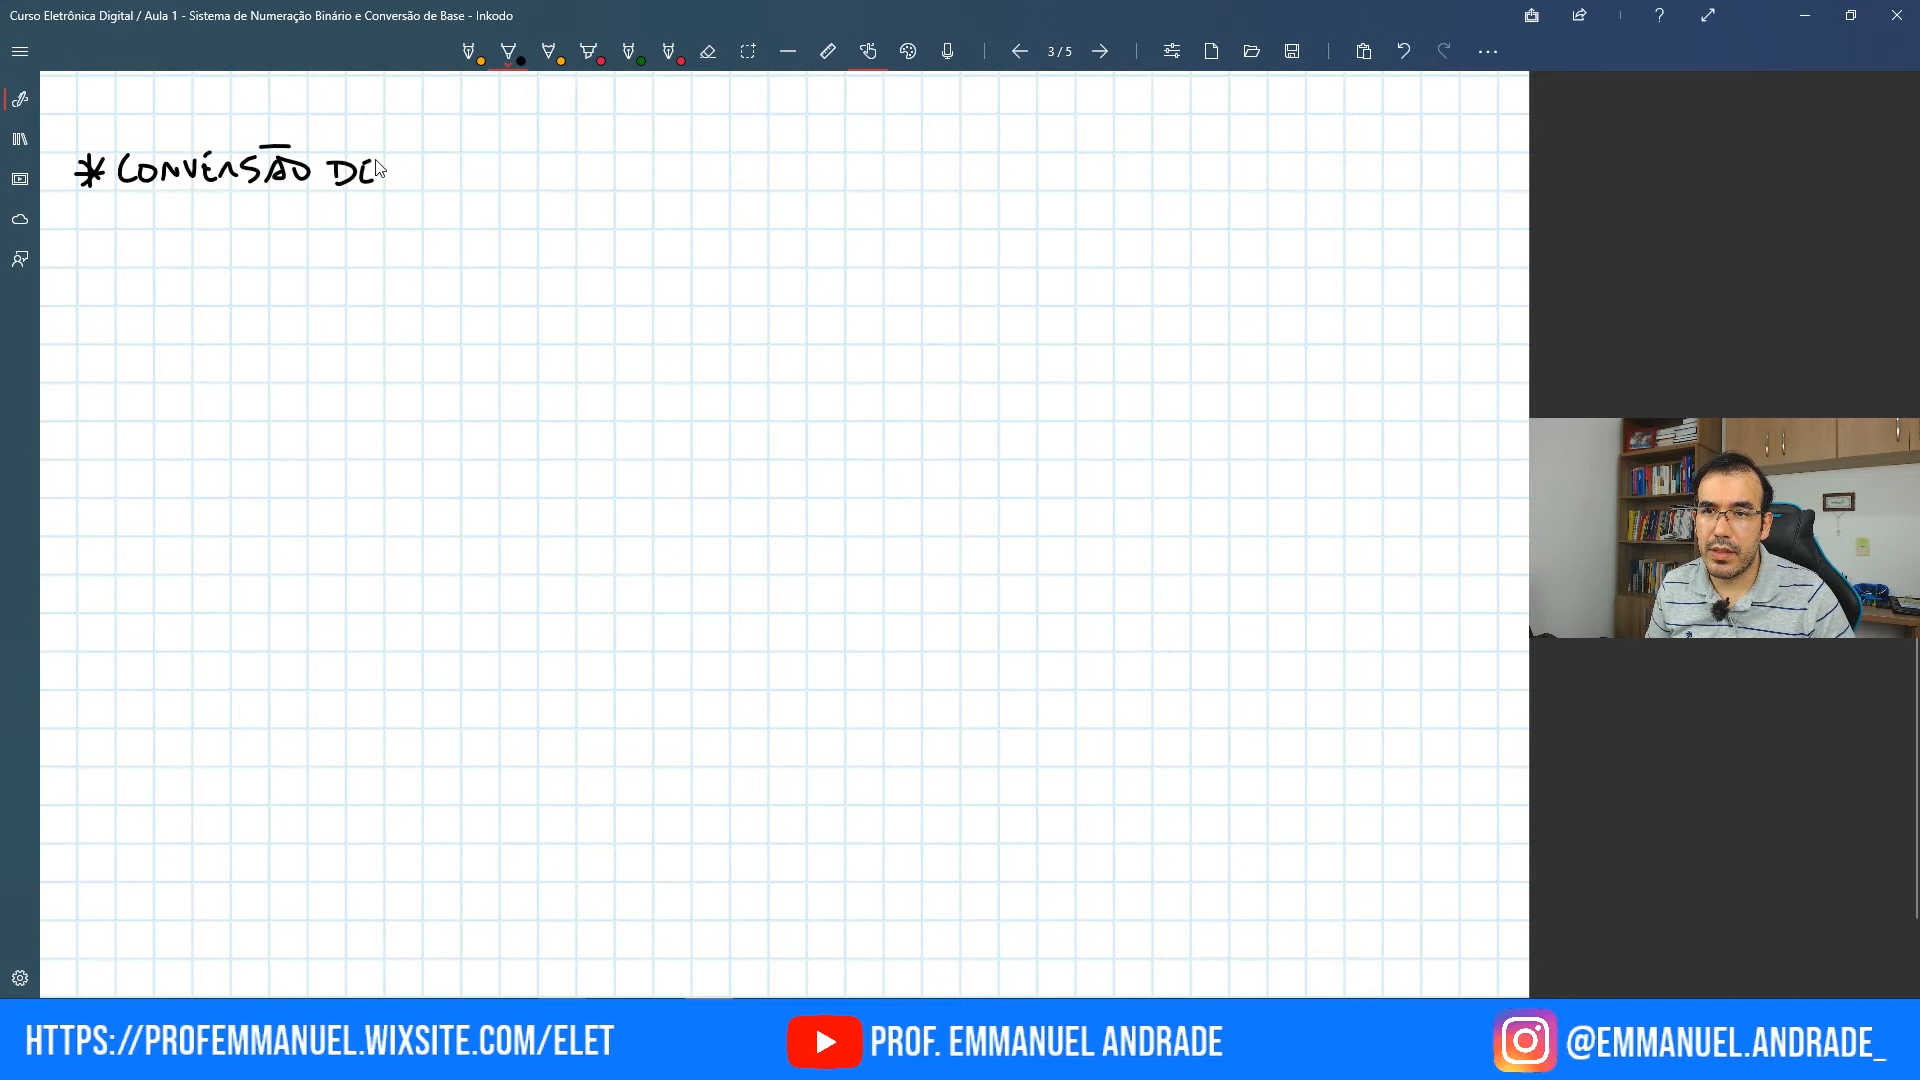 Curso Eletrônica Digital / Aula 1 - Sistema de Numeração Binário e Conversão de Base - Inkodo
3 / 5
* CONVERSÃO DE
HTTPS://PROFEMMANUEL.WIXSITE.COM/ELET
PROF. EMMANUEL ANDRADE
@EMMANUEL.ANDRADE_